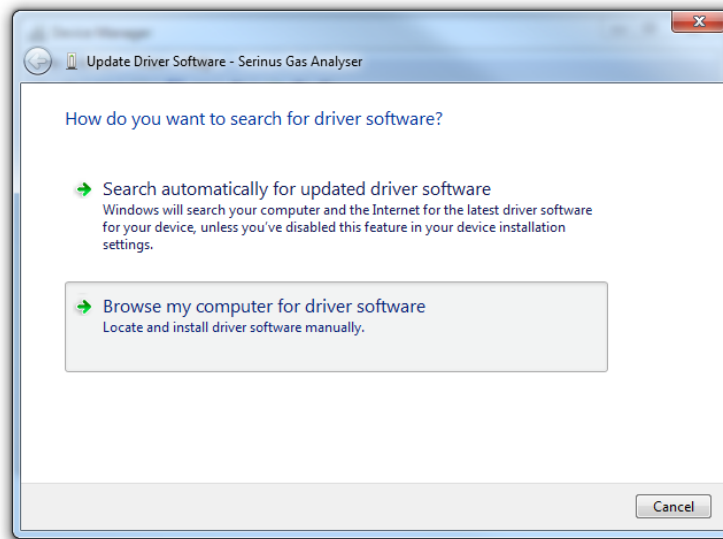 Device Manager
Update Driver Software - Serinus Gas Analyser
How do you want to search for driver software?
Search automatically for updated driver software
Windows will search your computer and the Internet for the latest driver software
for your device, unless you've disabled this feature in your device installation
settings.
Browse my computer for driver software
Locate and install driver software manually.
Cancel